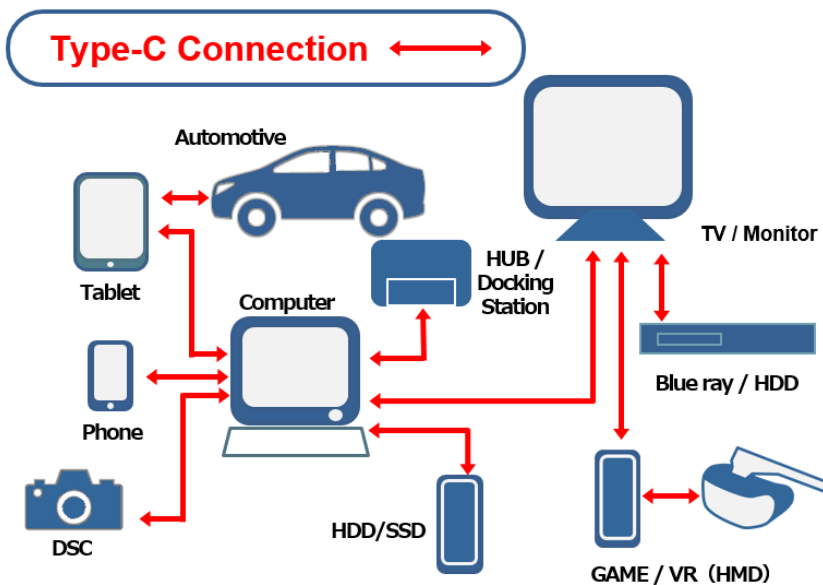 Type-C Connection
Automotive
TV / Monitor
HUB /
Docking
Station
Tablet
Computer
Blue ray / HDD
Phone
HDD/SSD
DSC
GAME / VR（HMD）